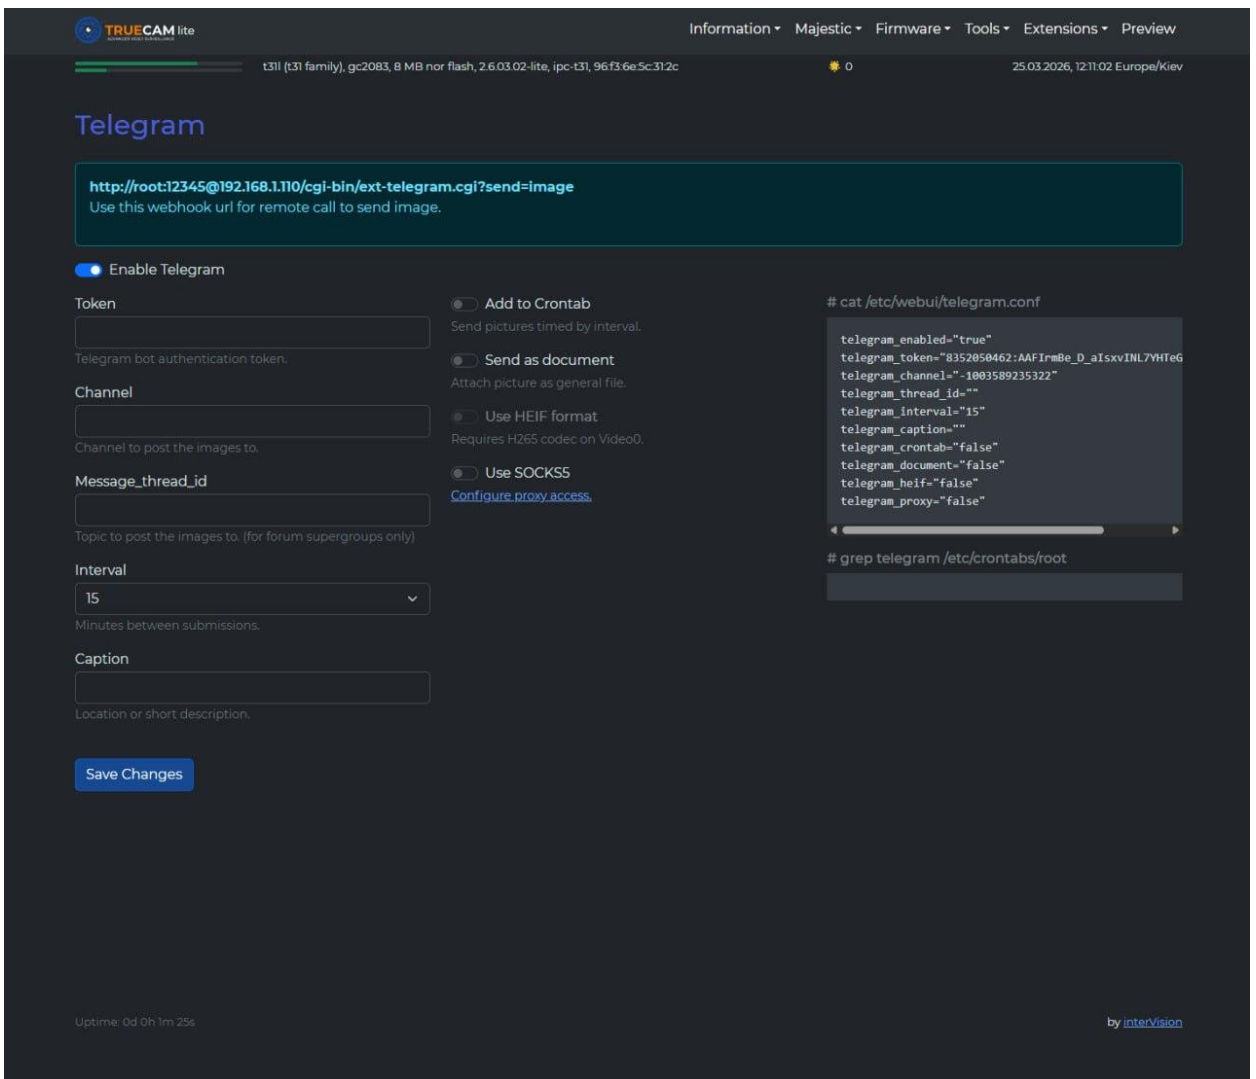 TRUECAM lite
Information Majestic Firmware Tools Extensions Preview
t31l (t31 family), gc2083, 8 MB nor flash, 2.6.03.02-lite, ipc-t31, 96:f3:6e:5c:31:2c
0
25.03.2026, 12:11:02 Europe/Kiev
Telegram
http://root:12345@192.168.1.110/cgi-bin/ext-telegram.cgi?send=image
Use this webhook url for remote call to send image.
Enable Telegram
Token
Telegram bot authentication token.
Channel
Channel to post the images to.
Message_thread_id
Topic to post the images to. (for forum supergroups only)
Interval
15
Minutes between submissions.
Caption
Location or short description.
Save Changes
Add to Crontab
Send pictures timed by interval.
Send as document
Attach picture as general file.
Use HEIF format
Requires H265 codec on Video0.
Use SOCKS5
Configure proxy access.
# cat /etc/webui/telegram.conf
telegram_enabled="true"
telegram_token="8352050462:AAFIrmBe_D_aIsxvINL7YHTeG
telegram_channel="-1003589235322"
telegram_thread_id=""
telegram_interval="15"
telegram_caption=""
telegram_crontab="false"
telegram_document="false"
telegram_heif="false"
telegram_proxy="false"
# grep telegram /etc/crontabs/root
Uptime: 0d 0h 1m 25s
by interVision